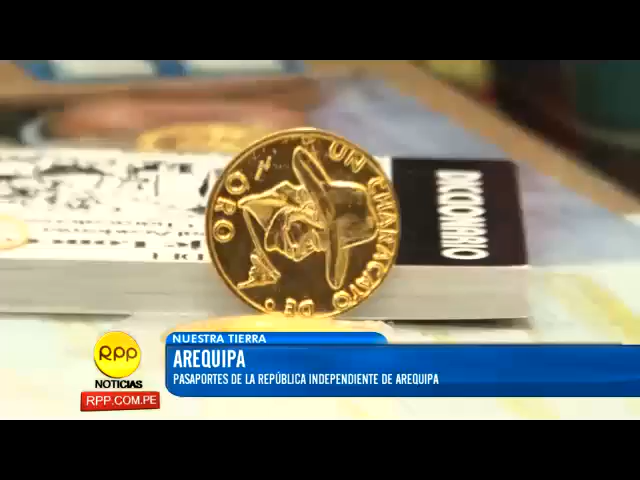 UN CHARACATO DE ORO
DICCIONARIO
NUESTRA TIERRA
AREQUIPA
PASAPORTES DE LA REPÚBLICA INDEPENDIENTE DE AREQUIPA
RPP
NOTICIAS
RPP.COM.PE